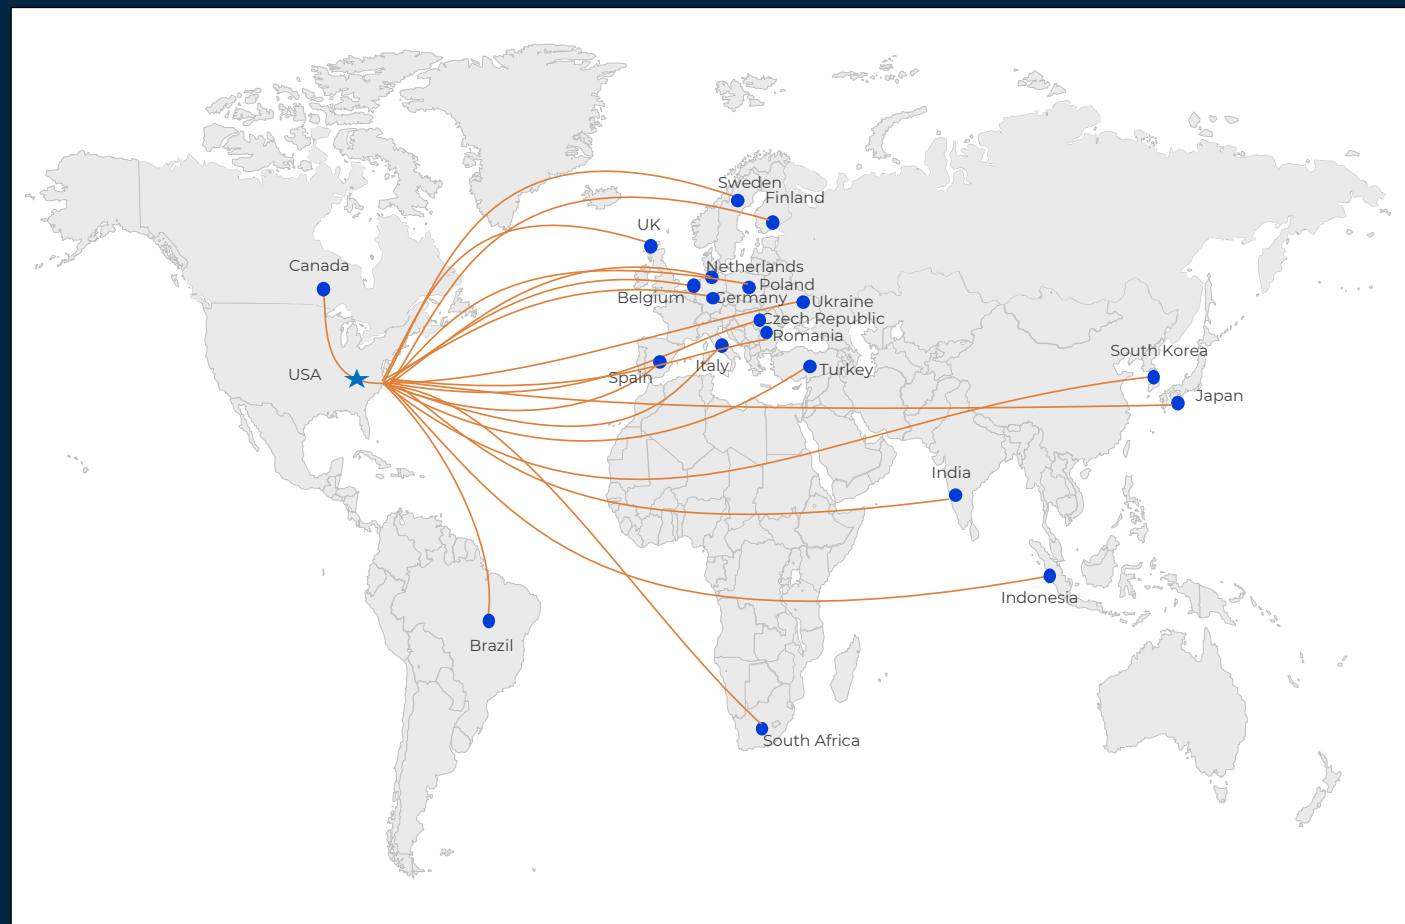 Sweden
Finland
UK
Canada
Netherlands
Poland
Belgium
Germany
Ukraine
Czech Republic
Romania
South Korea
Italy
Turkey
USA
Spain
Japan
India
Indonesia
Brazil
South Africa